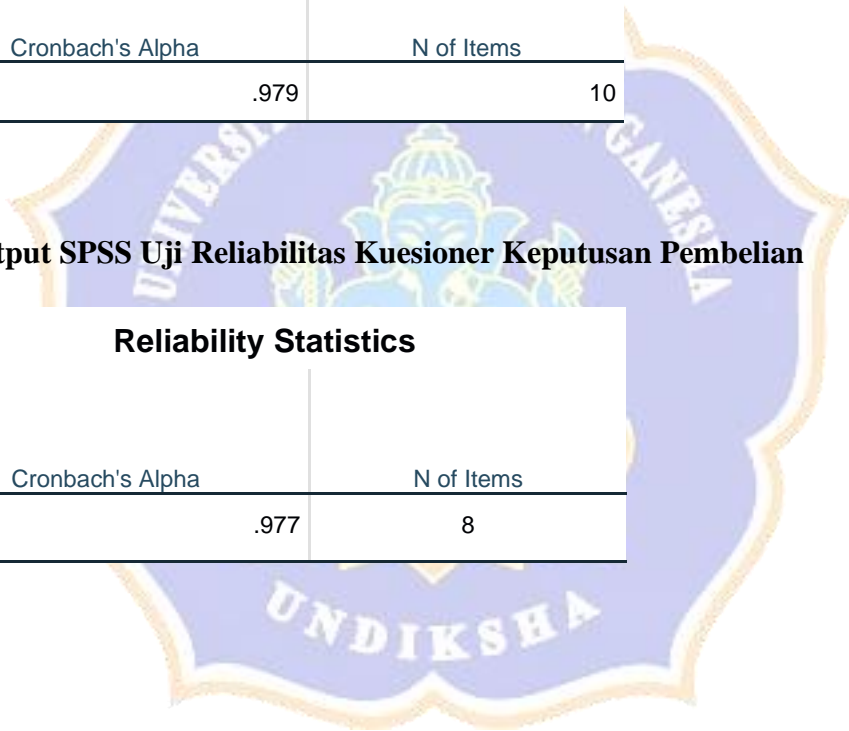 Cronbach's Alpha N of Items
.979 10
Output SPSS Uji Reliabilitas Kuesioner Keputusan Pembelian
Reliability Statistics
Cronbach's Alpha N of Items
.977 8
UNDIKSHA